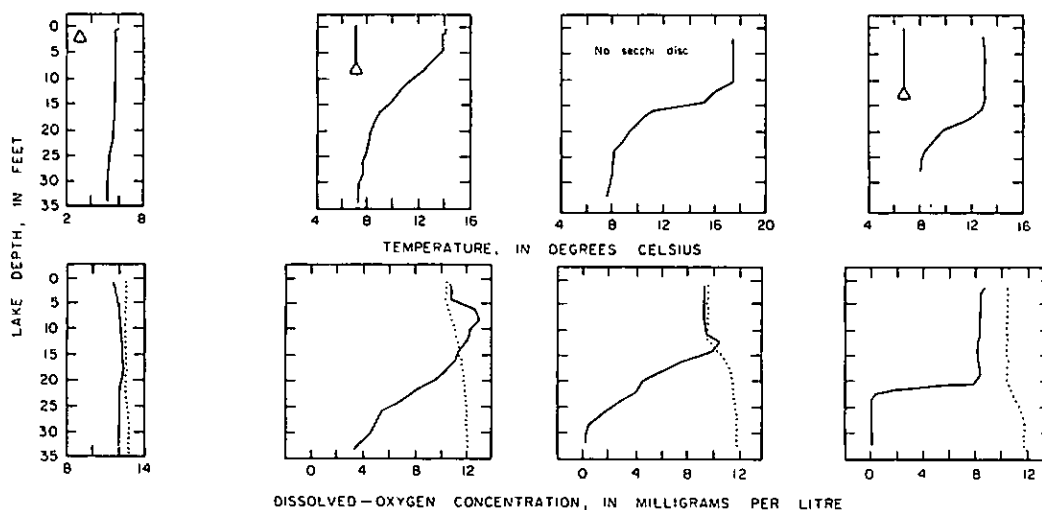 LAKE DEPTH, IN FEET
0
5
10
15
20
25
30
35
2 8
4 8 12 16
No secchi disc
4 8 12 16 20
4 8 12 16
TEMPERATURE, IN DEGREES CELSIUS
0
5
10
15
20
25
30
35
8 14
0 4 8 12
0 4 8 12
0 4 8 12
DISSOLVED-OXYGEN CONCENTRATION, IN MILLIGRAMS PER LITRE